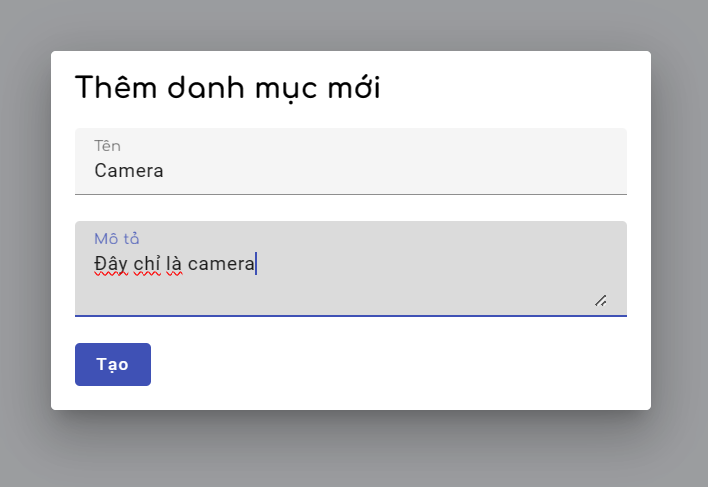 Thêm danh mục mới
Tên
Camera
Mô tả
Đây chỉ là camera
Tạo